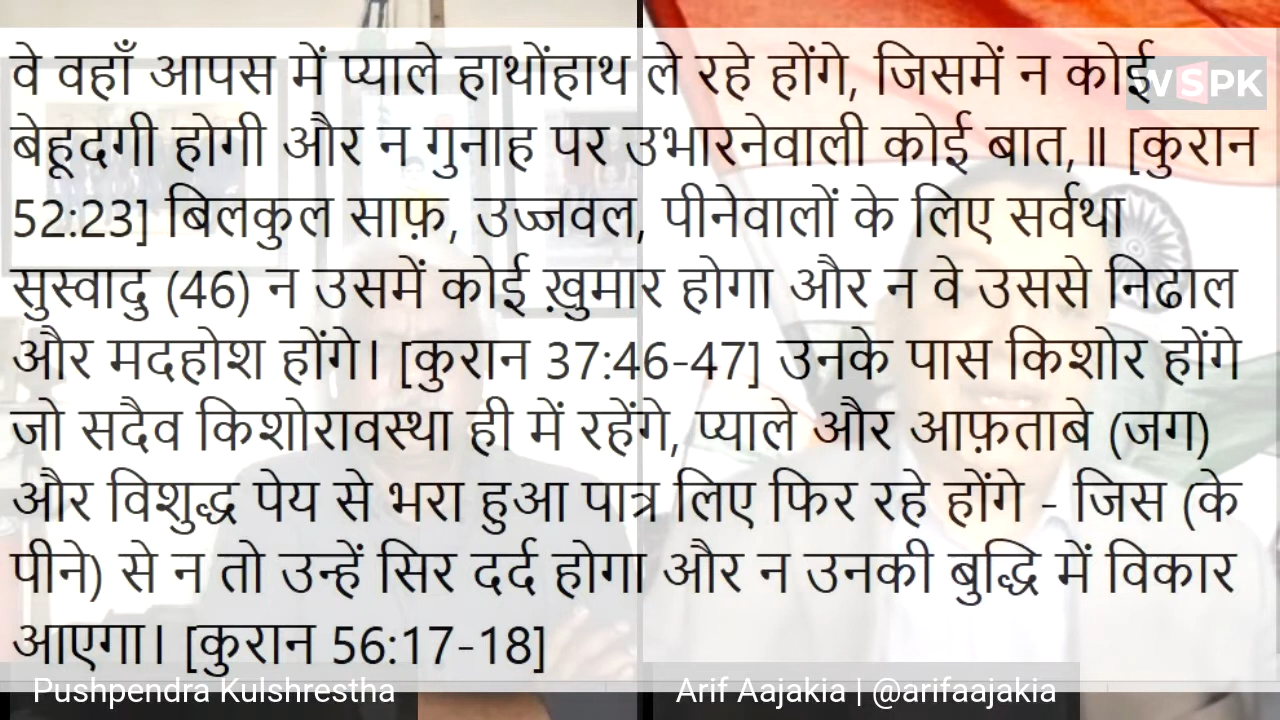 वे वहाँ आपस में प्याले हाथोंहाथ ले रहे होंगे, जिसमें न कोई
बेहूदगी होगी और न गुनाह पर उभारनेवाली कोई बात,॥ [कुरान
52:23] बिलकुल साफ़, उज्जवल, पीनेवालों के लिए सर्वथा
सुस्वादु (46) न उसमें कोई ख़ुमार होगा और न वे उससे निढाल
और मदहोश होंगे। [कुरान 37:46-47] उनके पास किशोर होंगे
जो सदैव किशोरावस्था ही में रहेंगे, प्याले और आफ़ताबे (जग)
और विशुद्ध पेय से भरा हुआ पात्र लिए फिर रहे होंगे - जिस (के
पीने) से न तो उन्हें सिर दर्द होगा और न उनकी बुद्धि में विकार
आएगा। [कुरान 56:17-18]
VSPK
Pushpendra Kulshrestha
Arif Aajakia | @arifaajakia